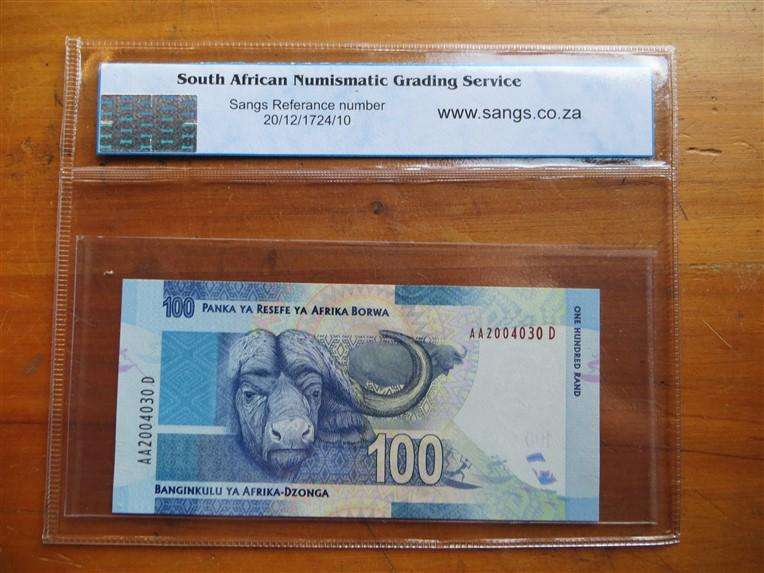 South African Numismatic Grading Service
Sangs Referance number
20/12/1724/10
www.sangs.co.za
100 PANKA YA RESEFE YA AFRIKA BORWA
AA2004030 D
ONE HUNDRED RAND
AA2004030 D
100
BANGINKULU YA AFRIKA-DZONGA